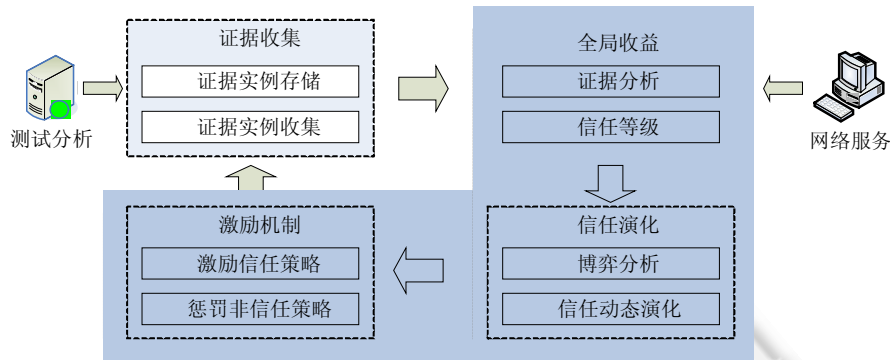 证据收集
证据实例存储
证据实例收集
测试分析
全局收益
证据分析
信任等级
网络服务
激励机制
激励信任策略
惩罚非信任策略
信任演化
博弈分析
信任动态演化